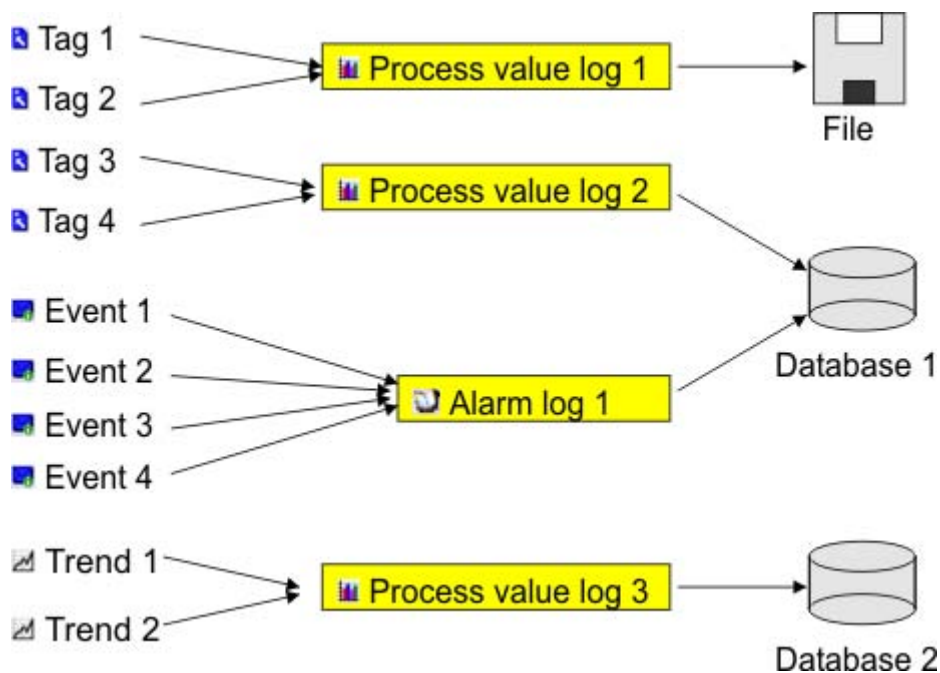 Tag 1
Process value log 1
Tag 2
File
Tag 3
Process value log 2
Tag 4
Event 1
Event 2
Database 1
Alarm log 1
Event 3
Event 4
Trend 1
Process value log 3
Trend 2
Database 2